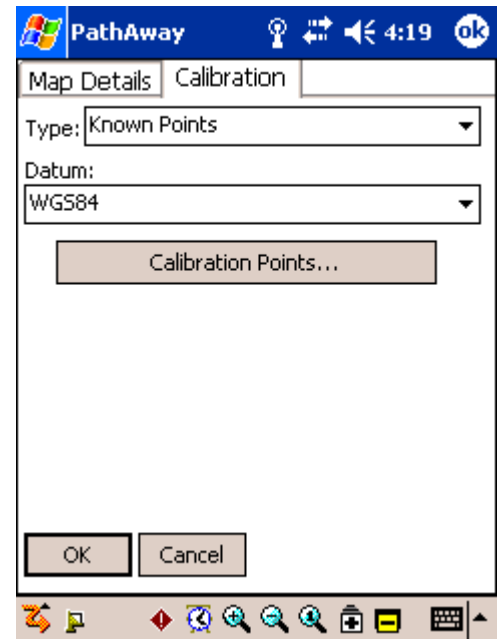 PathAway 4:19 ok
Map Details Calibration
Type: Known Points
Datum:
WGS84
Calibration Points...
OK Cancel